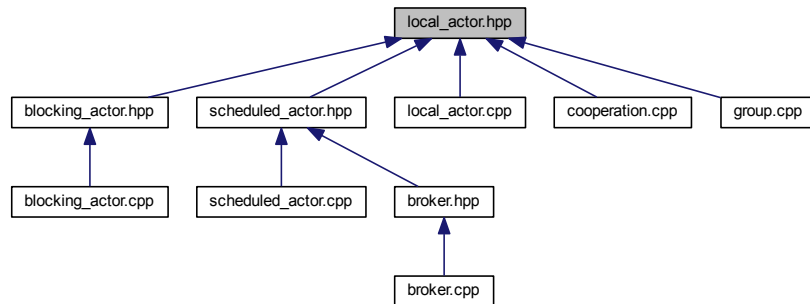 local_actor.hpp
blocking_actor.hpp
scheduled_actor.hpp
local_actor.cpp
cooperation.cpp
group.cpp
blocking_actor.cpp
scheduled_actor.cpp
broker.hpp
broker.cpp